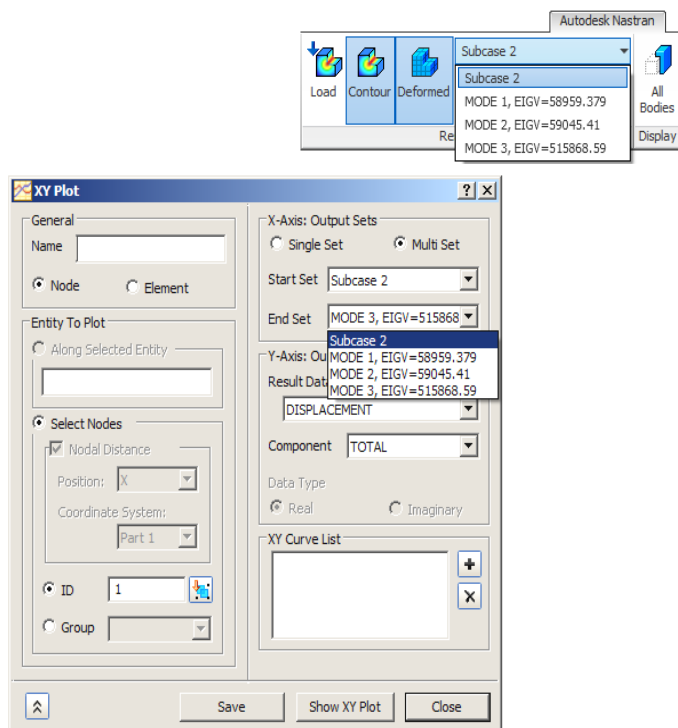 Autodesk Nastran
Subcase 2
Load
Contour
Deformed
Subcase 2
MODE 1, EIGV=58959.379
MODE 2, EIGV=59045.41
MODE 3, EIGV=515868.59
All
Bodies
Re
Display
XY Plot
General
Name
Node
Element
Entity To Plot
Along Selected Entity
Select Nodes
Nodal Distance
Position:
X
Coordinate System:
Part 1
ID
1
Group
X-Axis: Output Sets
Single Set
Multi Set
Start Set
Subcase 2
End Set
MODE 3, EIGV=515868
Subcase 2
MODE 1, EIGV=58959.379
MODE 2, EIGV=59045.41
MODE 3, EIGV=515868.59
Y-Axis: Ou
Result Data
DISPLACEMENT
Component
TOTAL
Data Type
Real
Imaginary
XY Curve List
Save
Show XY Plot
Close